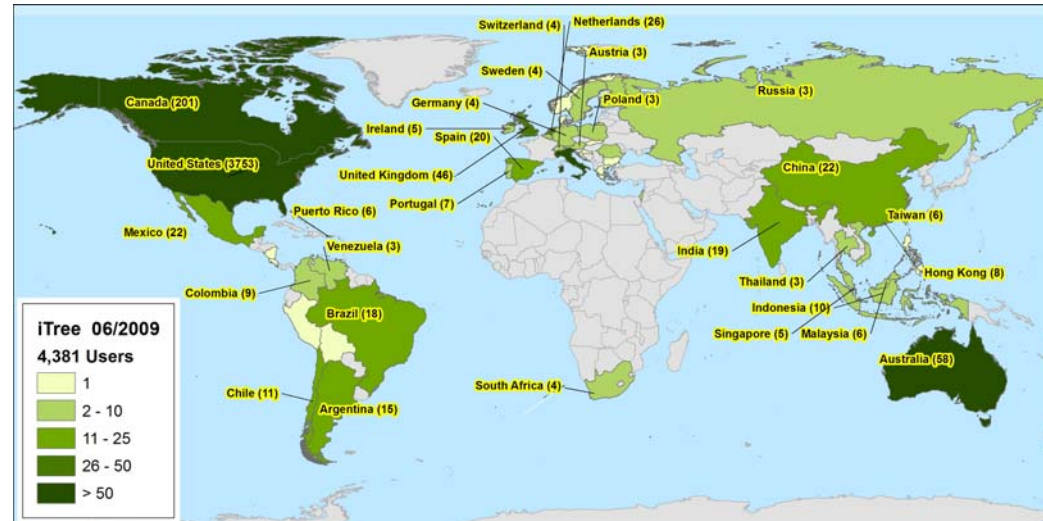 Switzerland (4)
Netherlands (26)
Austria (3)
Sweden (4)
Poland (3)
Russia (3)
Canada (201)
Germany (4)
Ireland (5)
Spain (20)
United States (3753)
China (22)
United Kingdom (46)
Portugal (7)
Puerto Rico (6)
Taiwan (6)
Mexico (22)
Venezuela (3)
India (19)
Hong Kong (8)
Thailand (3)
Colombia (9)
Indonesia (10)
Brazil (18)
Singapore (5)
Malaysia (6)
Australia (58)
South Africa (4)
Chile (11)
Argentina (15)
iTree 06/2009
4,381 Users
1
2 - 10
11 - 25
26 - 50
> 50